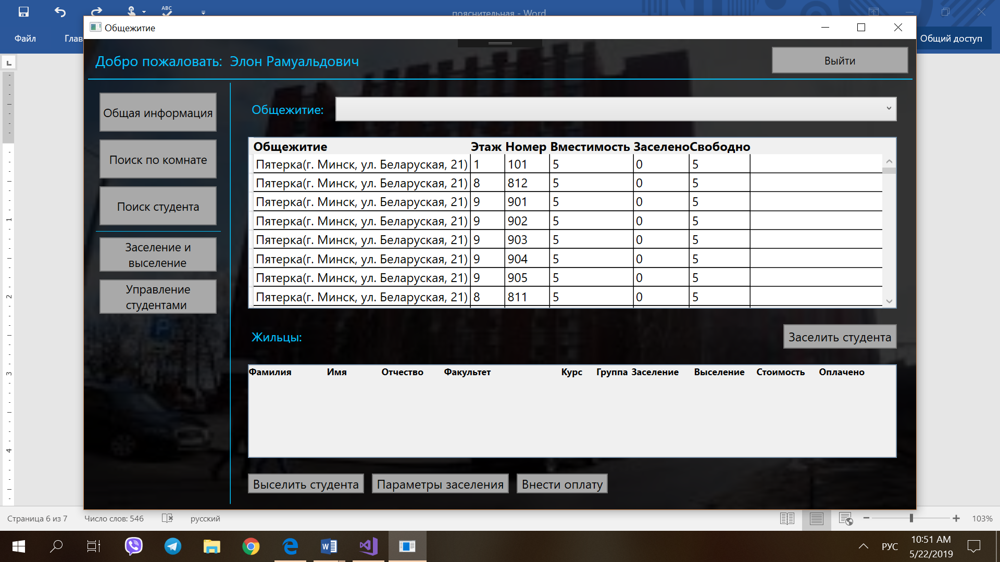 ABC
пояснительная - Word
Файл
Глав
Общий доступ
Общежитие
Добро пожаловать: Элон Рамуальдович
Выйти
Общая информация
Поиск по комнате
Поиск студента
Заселение и
выселение
Управление
студентами
Общежитие:
Общежитие Этаж Номер Вместимость Заселено Свободно
Пятерка(г. Минск, ул. Беларуская, 21) 1 101 5 0 5
Пятерка(г. Минск, ул. Беларуская, 21) 8 812 5 0 5
Пятерка(г. Минск, ул. Беларуская, 21) 9 901 5 0 5
Пятерка(г. Минск, ул. Беларуская, 21) 9 902 5 0 5
Пятерка(г. Минск, ул. Беларуская, 21) 9 903 5 0 5
Пятерка(г. Минск, ул. Беларуская, 21) 9 904 5 0 5
Пятерка(г. Минск, ул. Беларуская, 21) 9 905 5 0 5
Пятерка(г. Минск, ул. Беларуская, 21) 8 811 5 0 5
Жильцы:
Заселить студента
Фамилия Имя Отчество Факультет Курс Группа Заселение Выселение Стоимость Оплачено
Выселить студента
Параметры заселения
Внести оплату
1
2
3
4
Страница 6 из 7
Число слов: 546
русский
103%
РУС
10:51 AM
5/22/2019